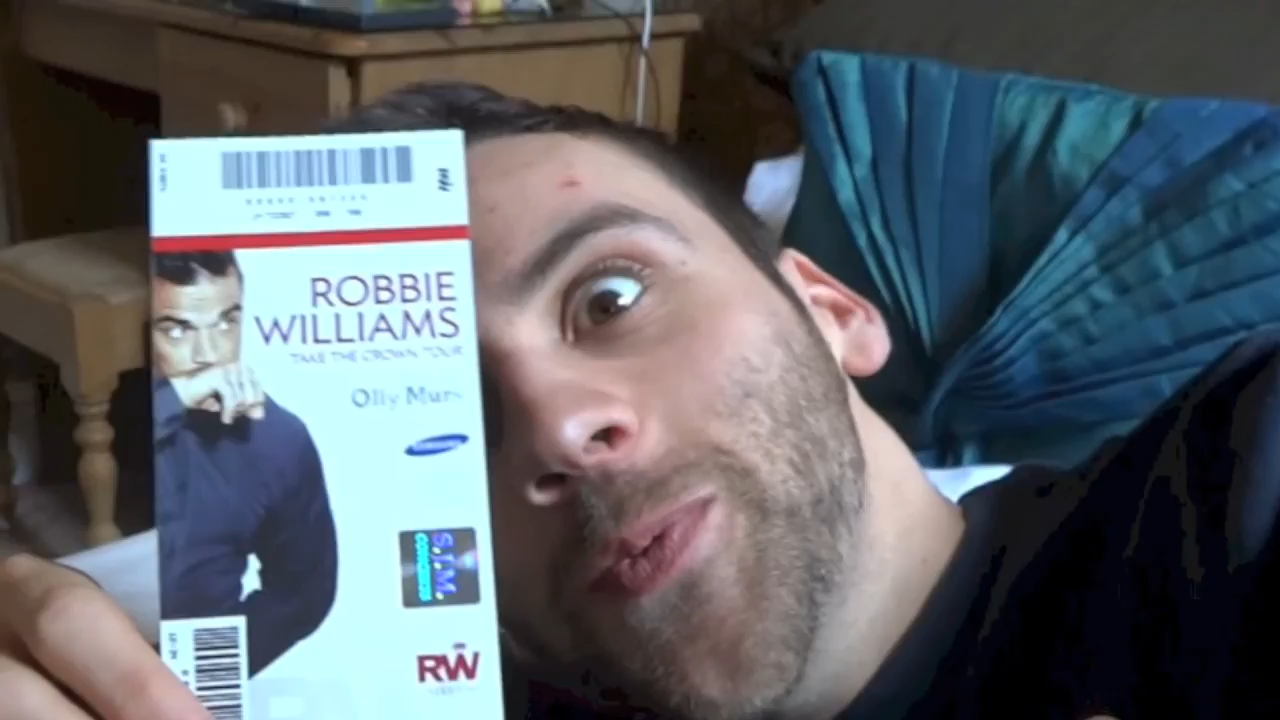 ROBBIE
WILLIAMS
TAKE THE CROWN TOUR
Olly Murs
SAMSUNG
S.J.M.
CONCERTS
RW